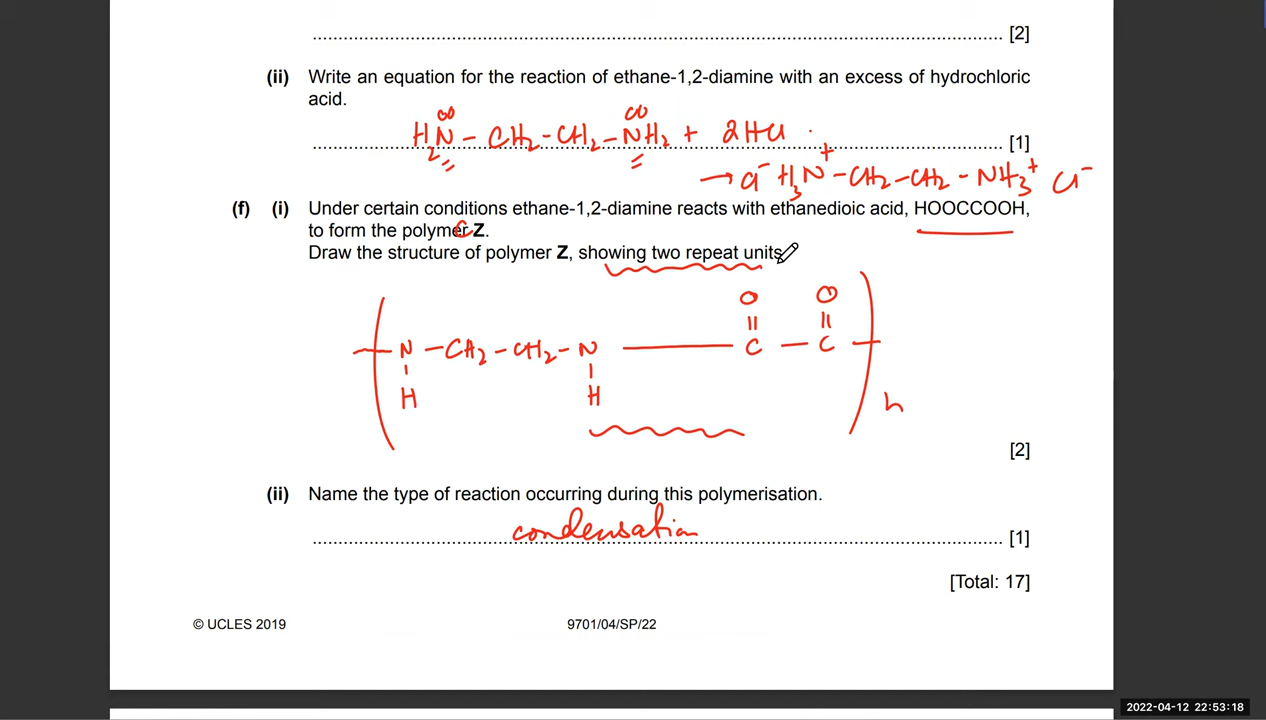 [2]
(ii) Write an equation for the reaction of ethane-1,2-diamine with an excess of hydrochloric
acid.
H2N - CH2 - CH2 - NH2 + 2HCl
[1]
→ Cl⁻ H3N⁺ - CH2 - CH2 - NH3⁺ Cl⁻
(f) (i) Under certain conditions ethane-1,2-diamine reacts with ethanedioic acid, HOOCCOOH,
to form the polymer Z.
C
Draw the structure of polymer Z, showing two repeat units.
O O
|| ||
( - N - CH2 - CH2 - N — C - C - ) n
| |
H H
[2]
(ii) Name the type of reaction occurring during this polymerisation.
condensation
[1]
[Total: 17]
© UCLES 2019 9701/04/SP/22
2022-04-12 22:53:18